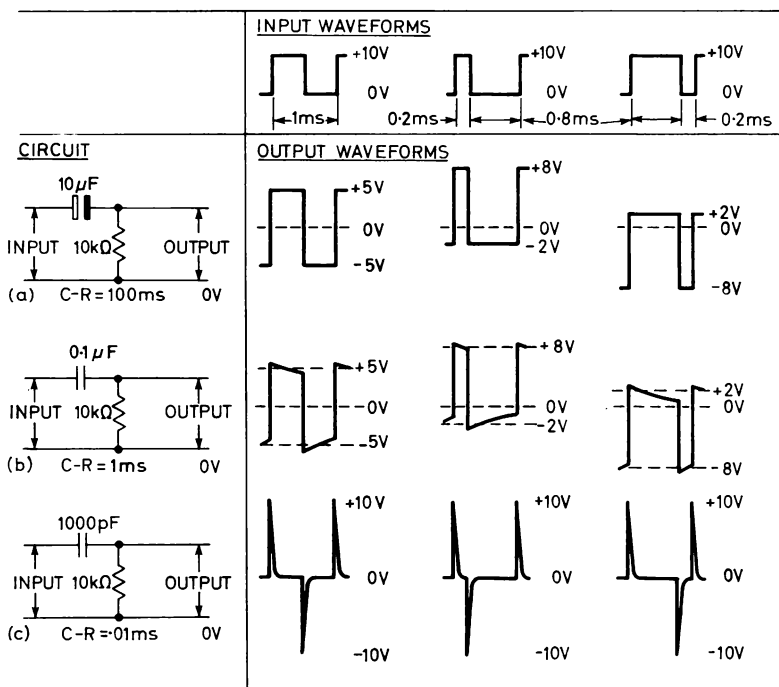 INPUT WAVEFORMS
+10V +10V +10V
0V 0V 0V
1ms 0.2ms 0.8ms 0.2ms
CIRCUIT
OUTPUT WAVEFORMS
10µF
INPUT 10kΩ OUTPUT
(a) C-R=100ms 0V
+5V
0V
-5V
+8V
0V
-2V
+2V
0V
-8V
0·1µF
INPUT 10kΩ OUTPUT
(b) C-R=1ms 0V
+5V
0V
-5V
+8V
0V
-2V
+2V
0V
-8V
1000pF
INPUT 10kΩ OUTPUT
(c) C-R=·01ms 0V
+10V
0V
-10V
+10V
0V
-10V
+10V
0V
-10V